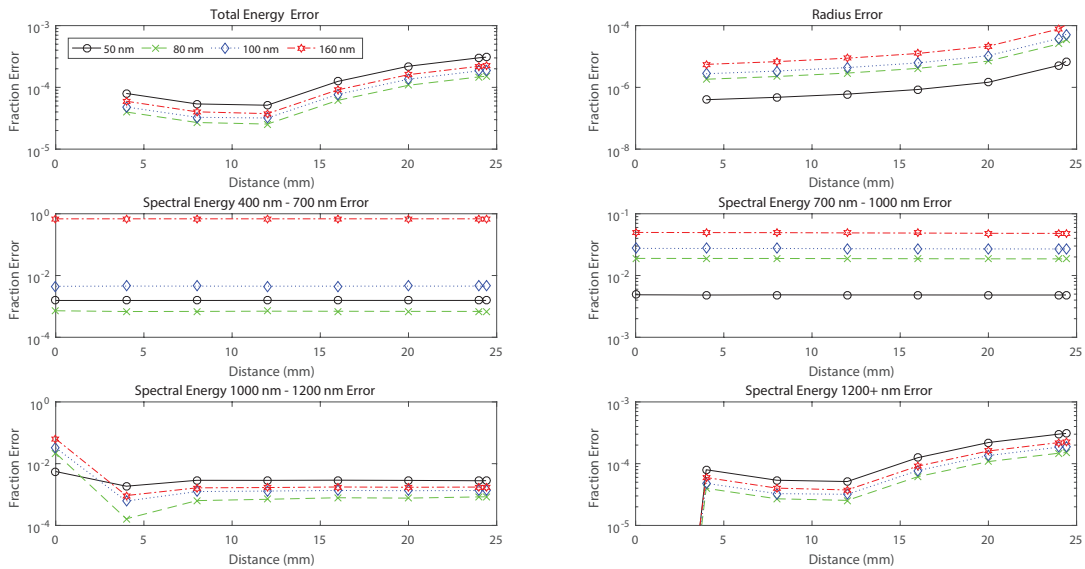 Total Energy  Error
Fraction Error
10-3
10-4
10-5
50 nm 80 nm 100 nm 160 nm
0 5 10 15 20 25
Distance (mm)
Radius Error
Fraction Error
10-4
10-6
10-8
0 5 10 15 20 25
Distance (mm)
Spectral Energy 400 nm - 700 nm Error
Fraction Error
100
10-2
10-4
0 5 10 15 20 25
Distance (mm)
Spectral Energy 700 nm - 1000 nm Error
Fraction Error
10-1
10-2
10-3
0 5 10 15 20 25
Distance (mm)
Spectral Energy 1000 nm - 1200 nm Error
Fraction Error
100
10-2
10-4
0 5 10 15 20 25
Distance (mm)
Spectral Energy 1200+ nm Error
Fraction Error
10-3
10-4
10-5
0 5 10 15 20 25
Distance (mm)